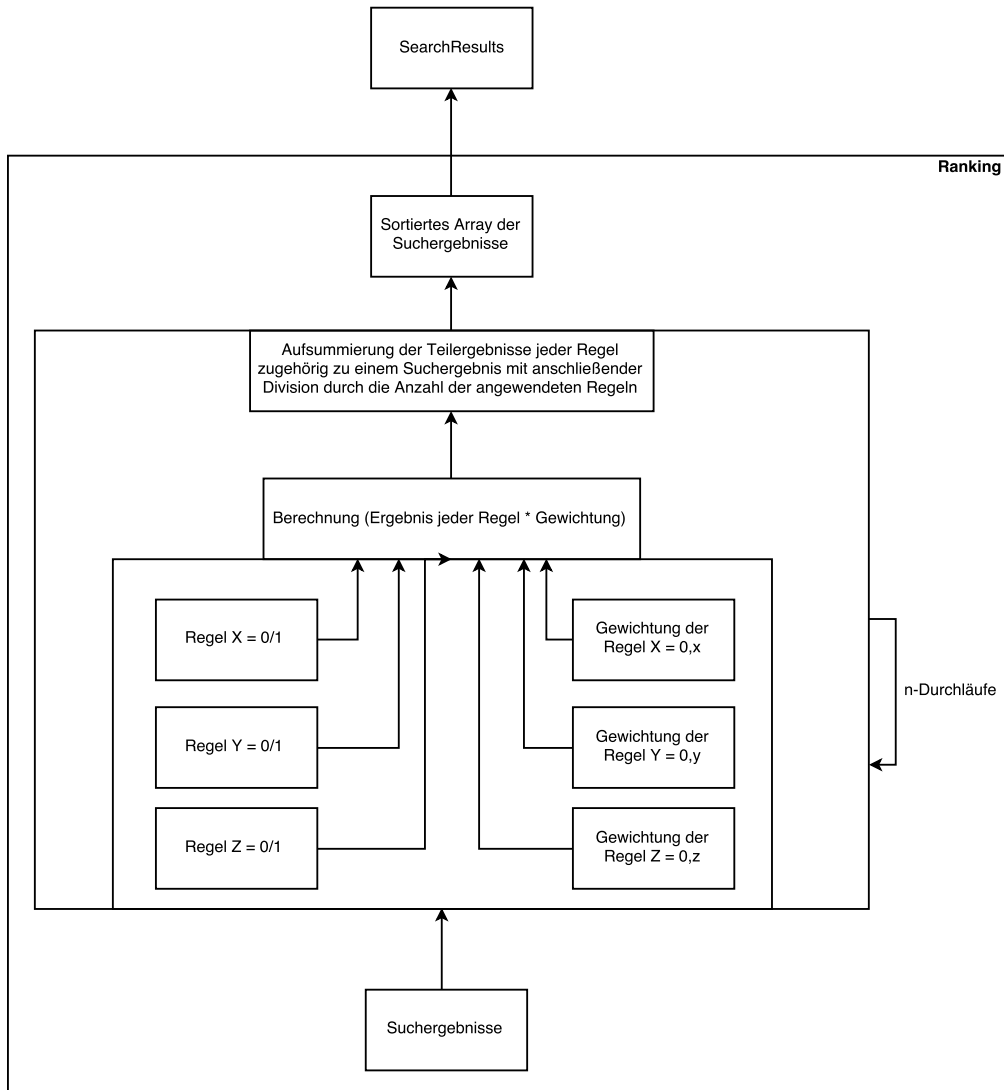 SearchResults
Ranking
Sortiertes Array der
Suchergebnisse
Aufsummierung der Teilergebnisse jeder Regel
zugehörig zu einem Suchergebnis mit anschließender
Division durch die Anzahl der angewendeten Regeln
Berechnung (Ergebnis jeder Regel * Gewichtung)
Regel X = 0/1
Gewichtung der
Regel X = 0,x
n-Durchläufe
Regel Y = 0/1
Gewichtung der
Regel Y = 0,y
Regel Z = 0/1
Gewichtung der
Regel Z = 0,z
Suchergebnisse